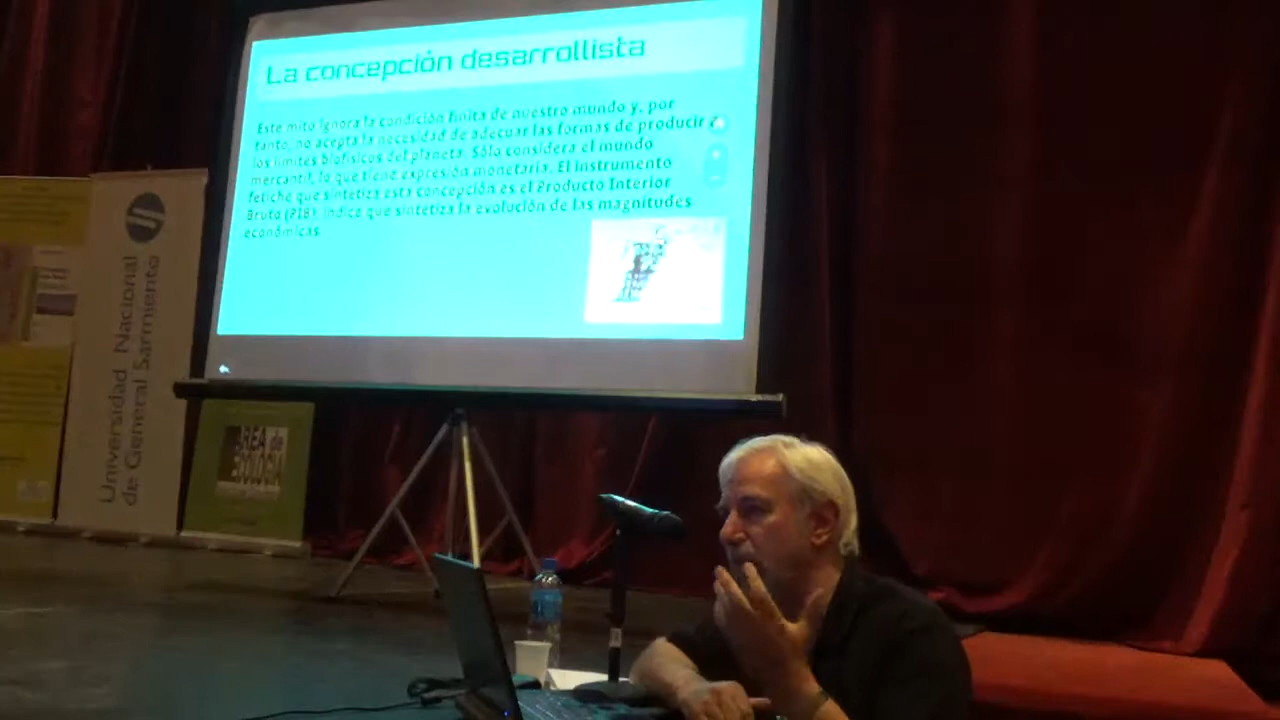 La concepción desarrollista
Este mito ignora la condición finita de nuestro mundo y, por
tanto, no acepta la necesidad de adecuar las formas de producir a
los límites biofísicos del planeta. Sólo considera el mundo
mercantil, lo que tiene expresión monetaria. El instrumento
fetiche que sintetiza esta concepción es el Producto Interior
Bruto (PIB), índice que sintetiza la evolución de las magnitudes
económicas
Universidad Nacional
de General Sarmiento
AREA de
ECOLOGIA